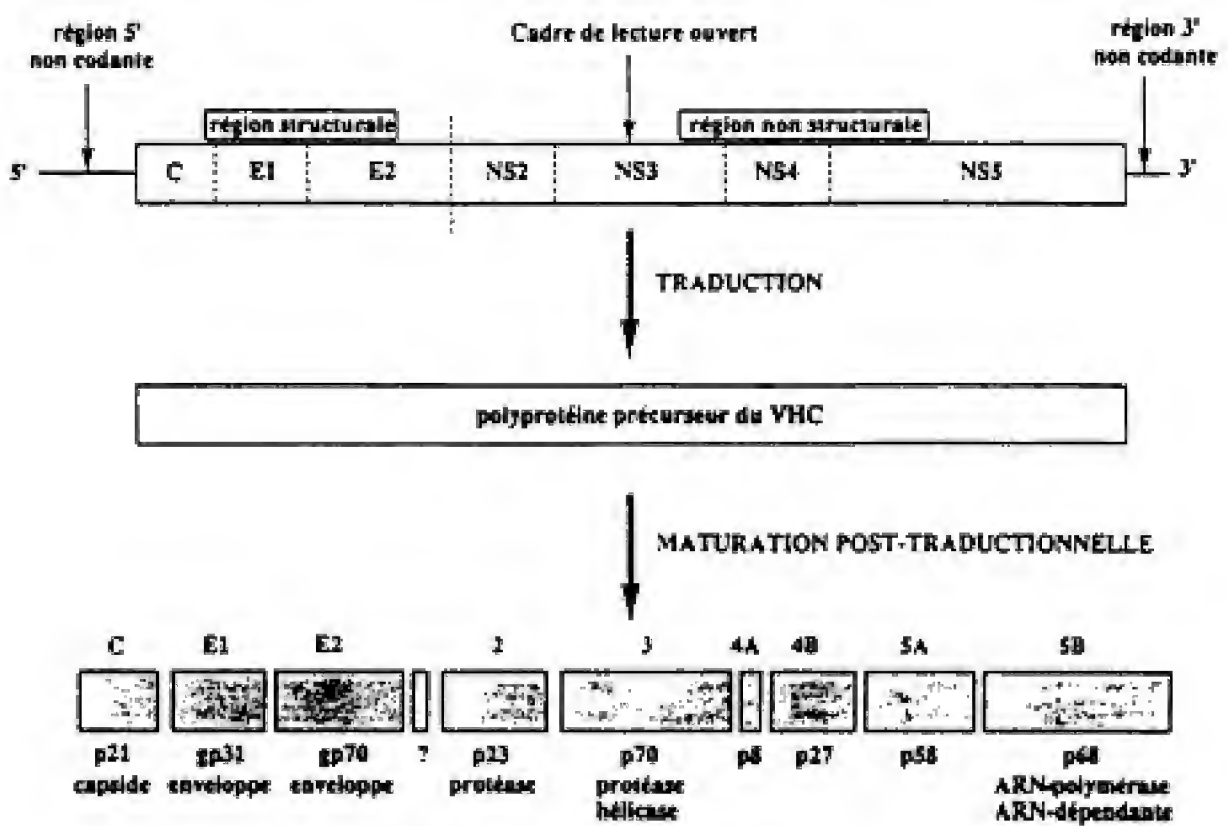 région 5'
non codante
Cadre de lecture ouvert
région 3'
non codante
région structurale
région non structurale
5'
C
E1
E2
NS2
NS3
NS4
NS5
3'
TRADUCTION
polyprotéine précurseur du VHC
MATURATION POST-TRADUCTIONNELLE
C E1 E2 2 3 4A 4B 5A 5B
p21 gp31 gp70 ? p23 p70 p8 p27 p58 p68
capside enveloppe enveloppe protéase protéase ARN-polymérase
hélicase ARN-dépendante